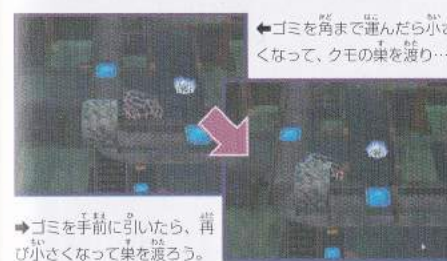 ←ゴミを角まで運んだら小さ
くなって、クモの巣を渡り…
➡ゴミを手前に引いたら、再
び小さくなって巣を渡ろう。